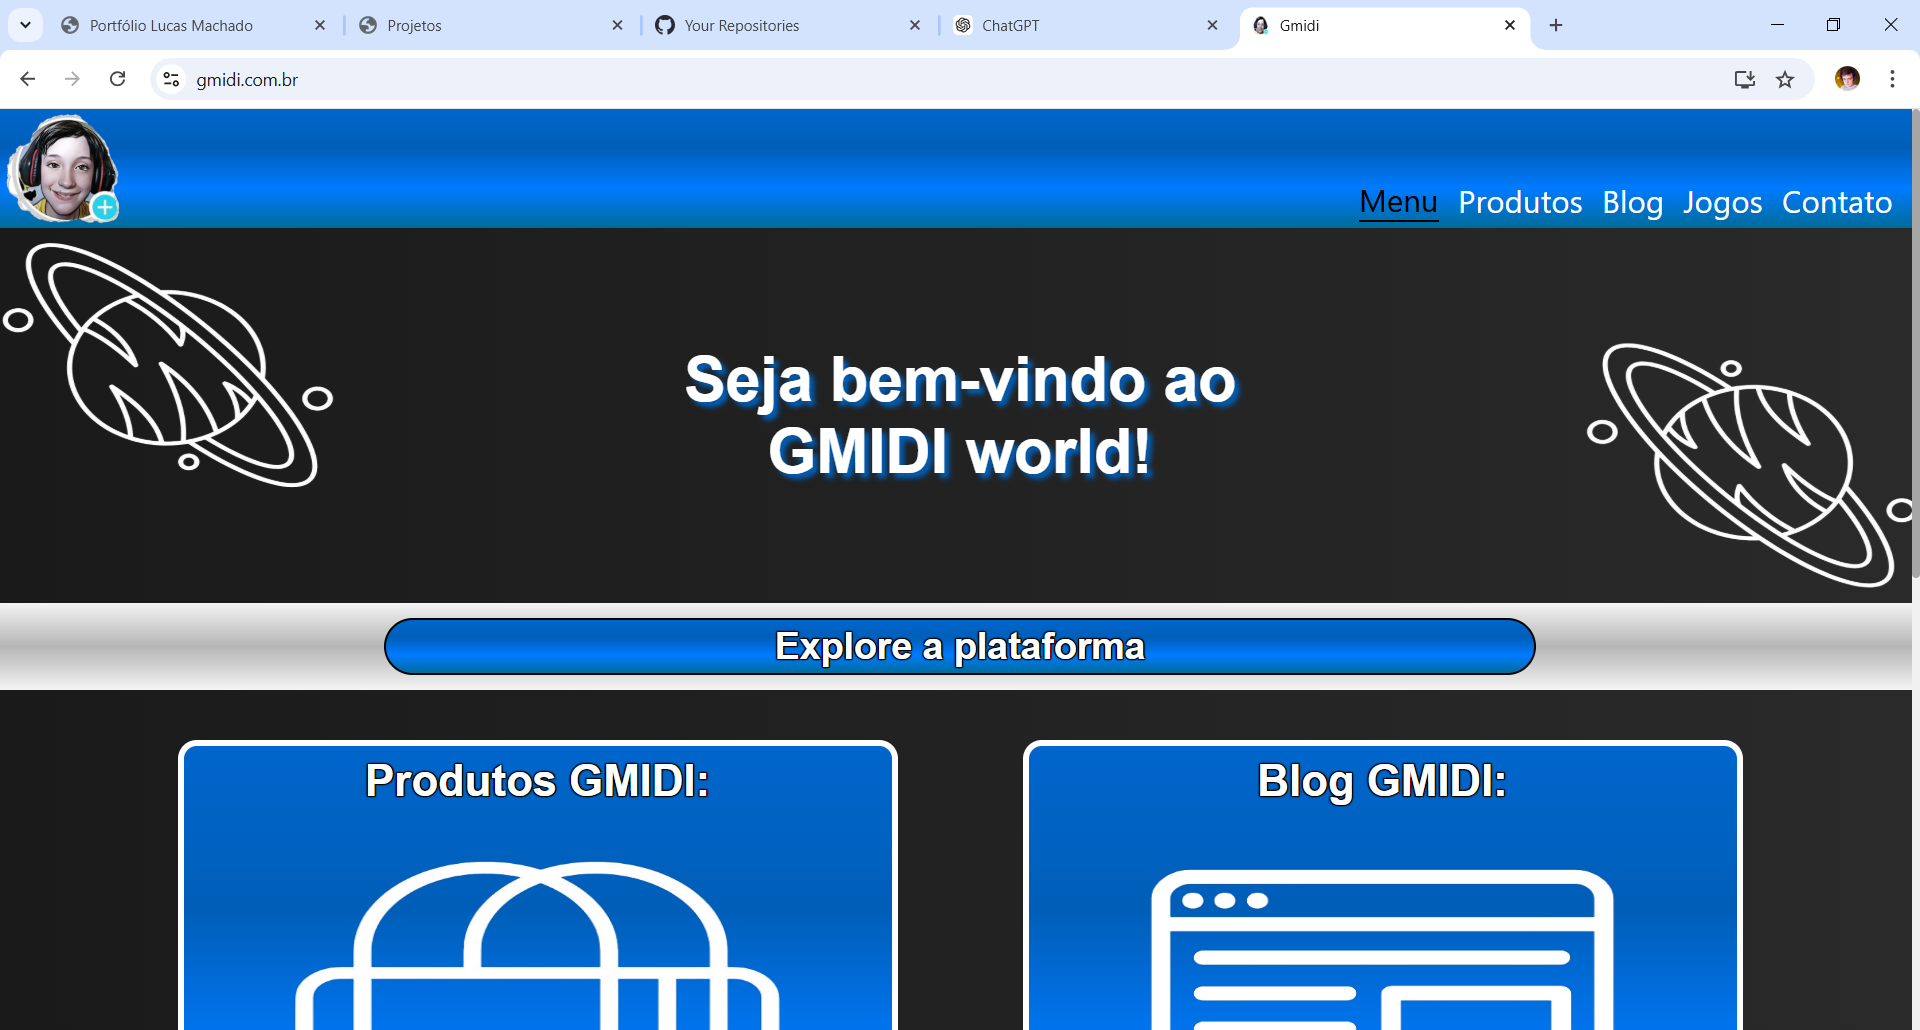 Portfólio Lucas Machado
Projetos
Your Repositories
ChatGPT
Gmidi
gmidi.com.br
Menu Produtos Blog Jogos Contato
Seja bem-vindo ao
GMIDI world!
Explore a plataforma
Produtos GMIDI:
Blog GMIDI: